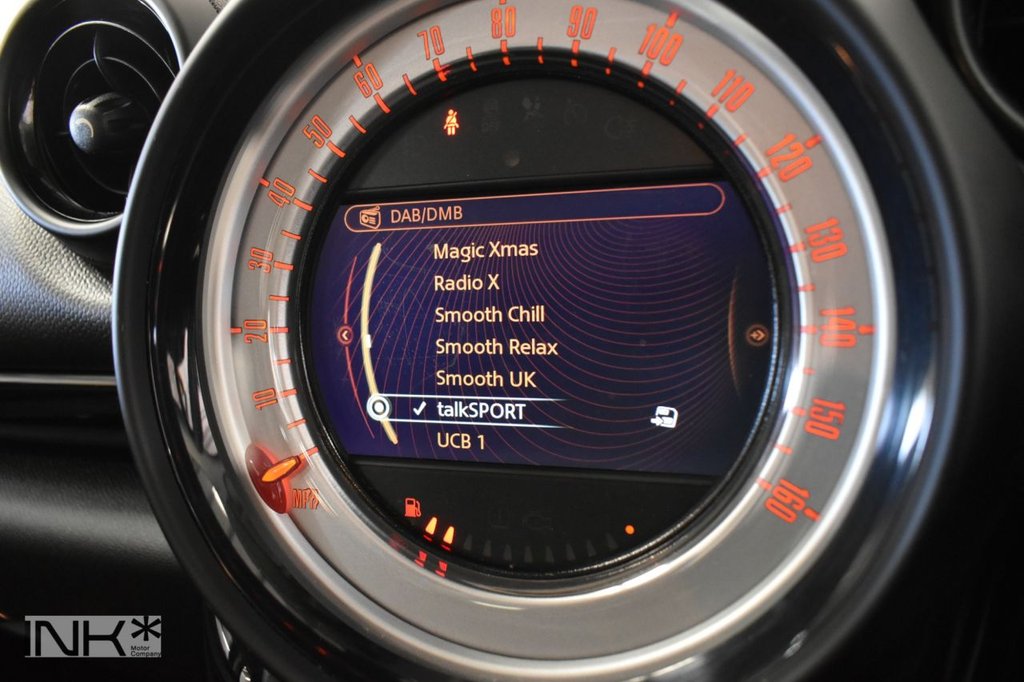 10
20
30
40
50
60
70
80
90
100
110
120
130
140
150
160
MPH
DAB/DMB
Magic Xmas
Radio X
Smooth Chill
Smooth Relax
Smooth UK
talkSPORT
UCB 1
NK*
Motor
Company